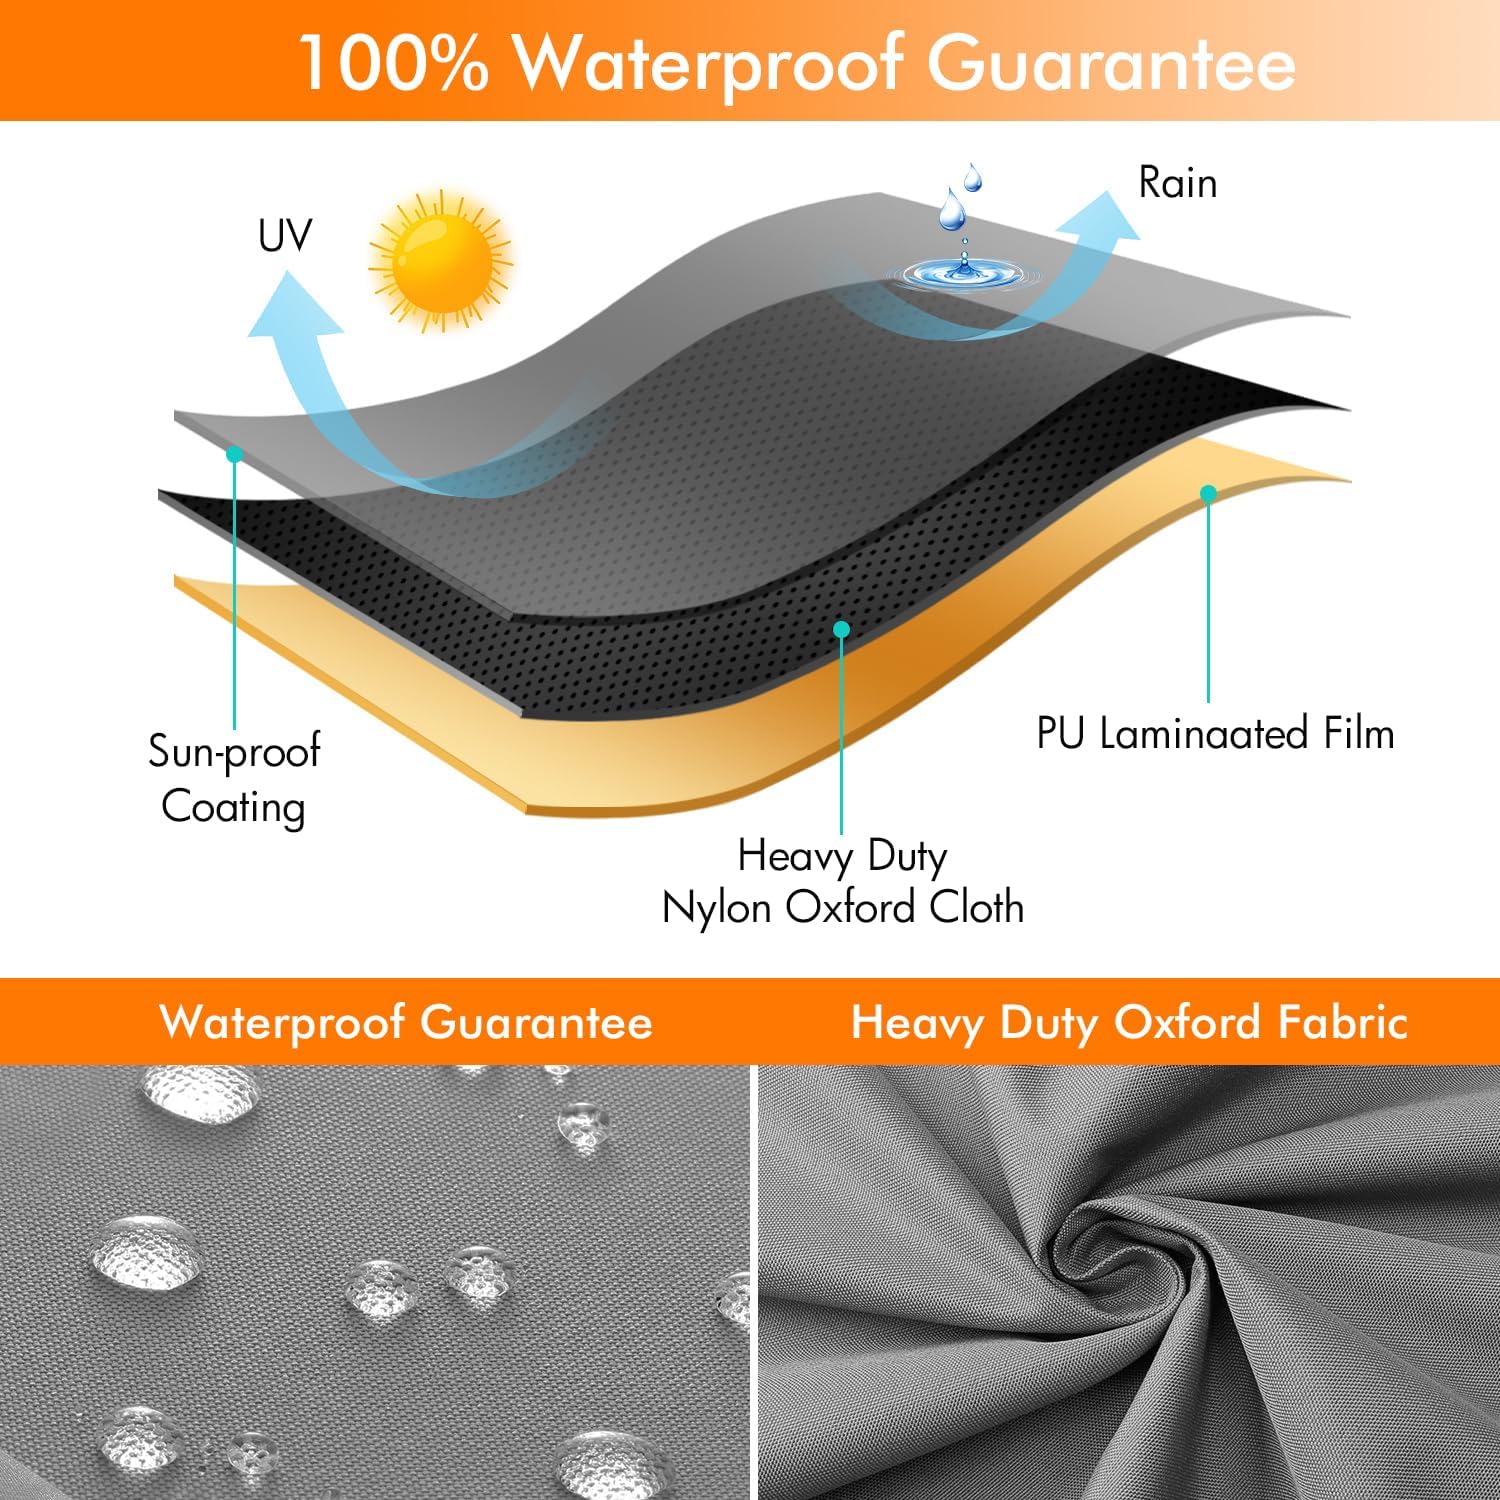 100% Waterproof Guarantee
Rain
UV
Sun-proof
Coating
PU Laminaated Film
Heavy Duty
Nylon Oxford Cloth
Waterproof Guarantee
Heavy Duty Oxford Fabric